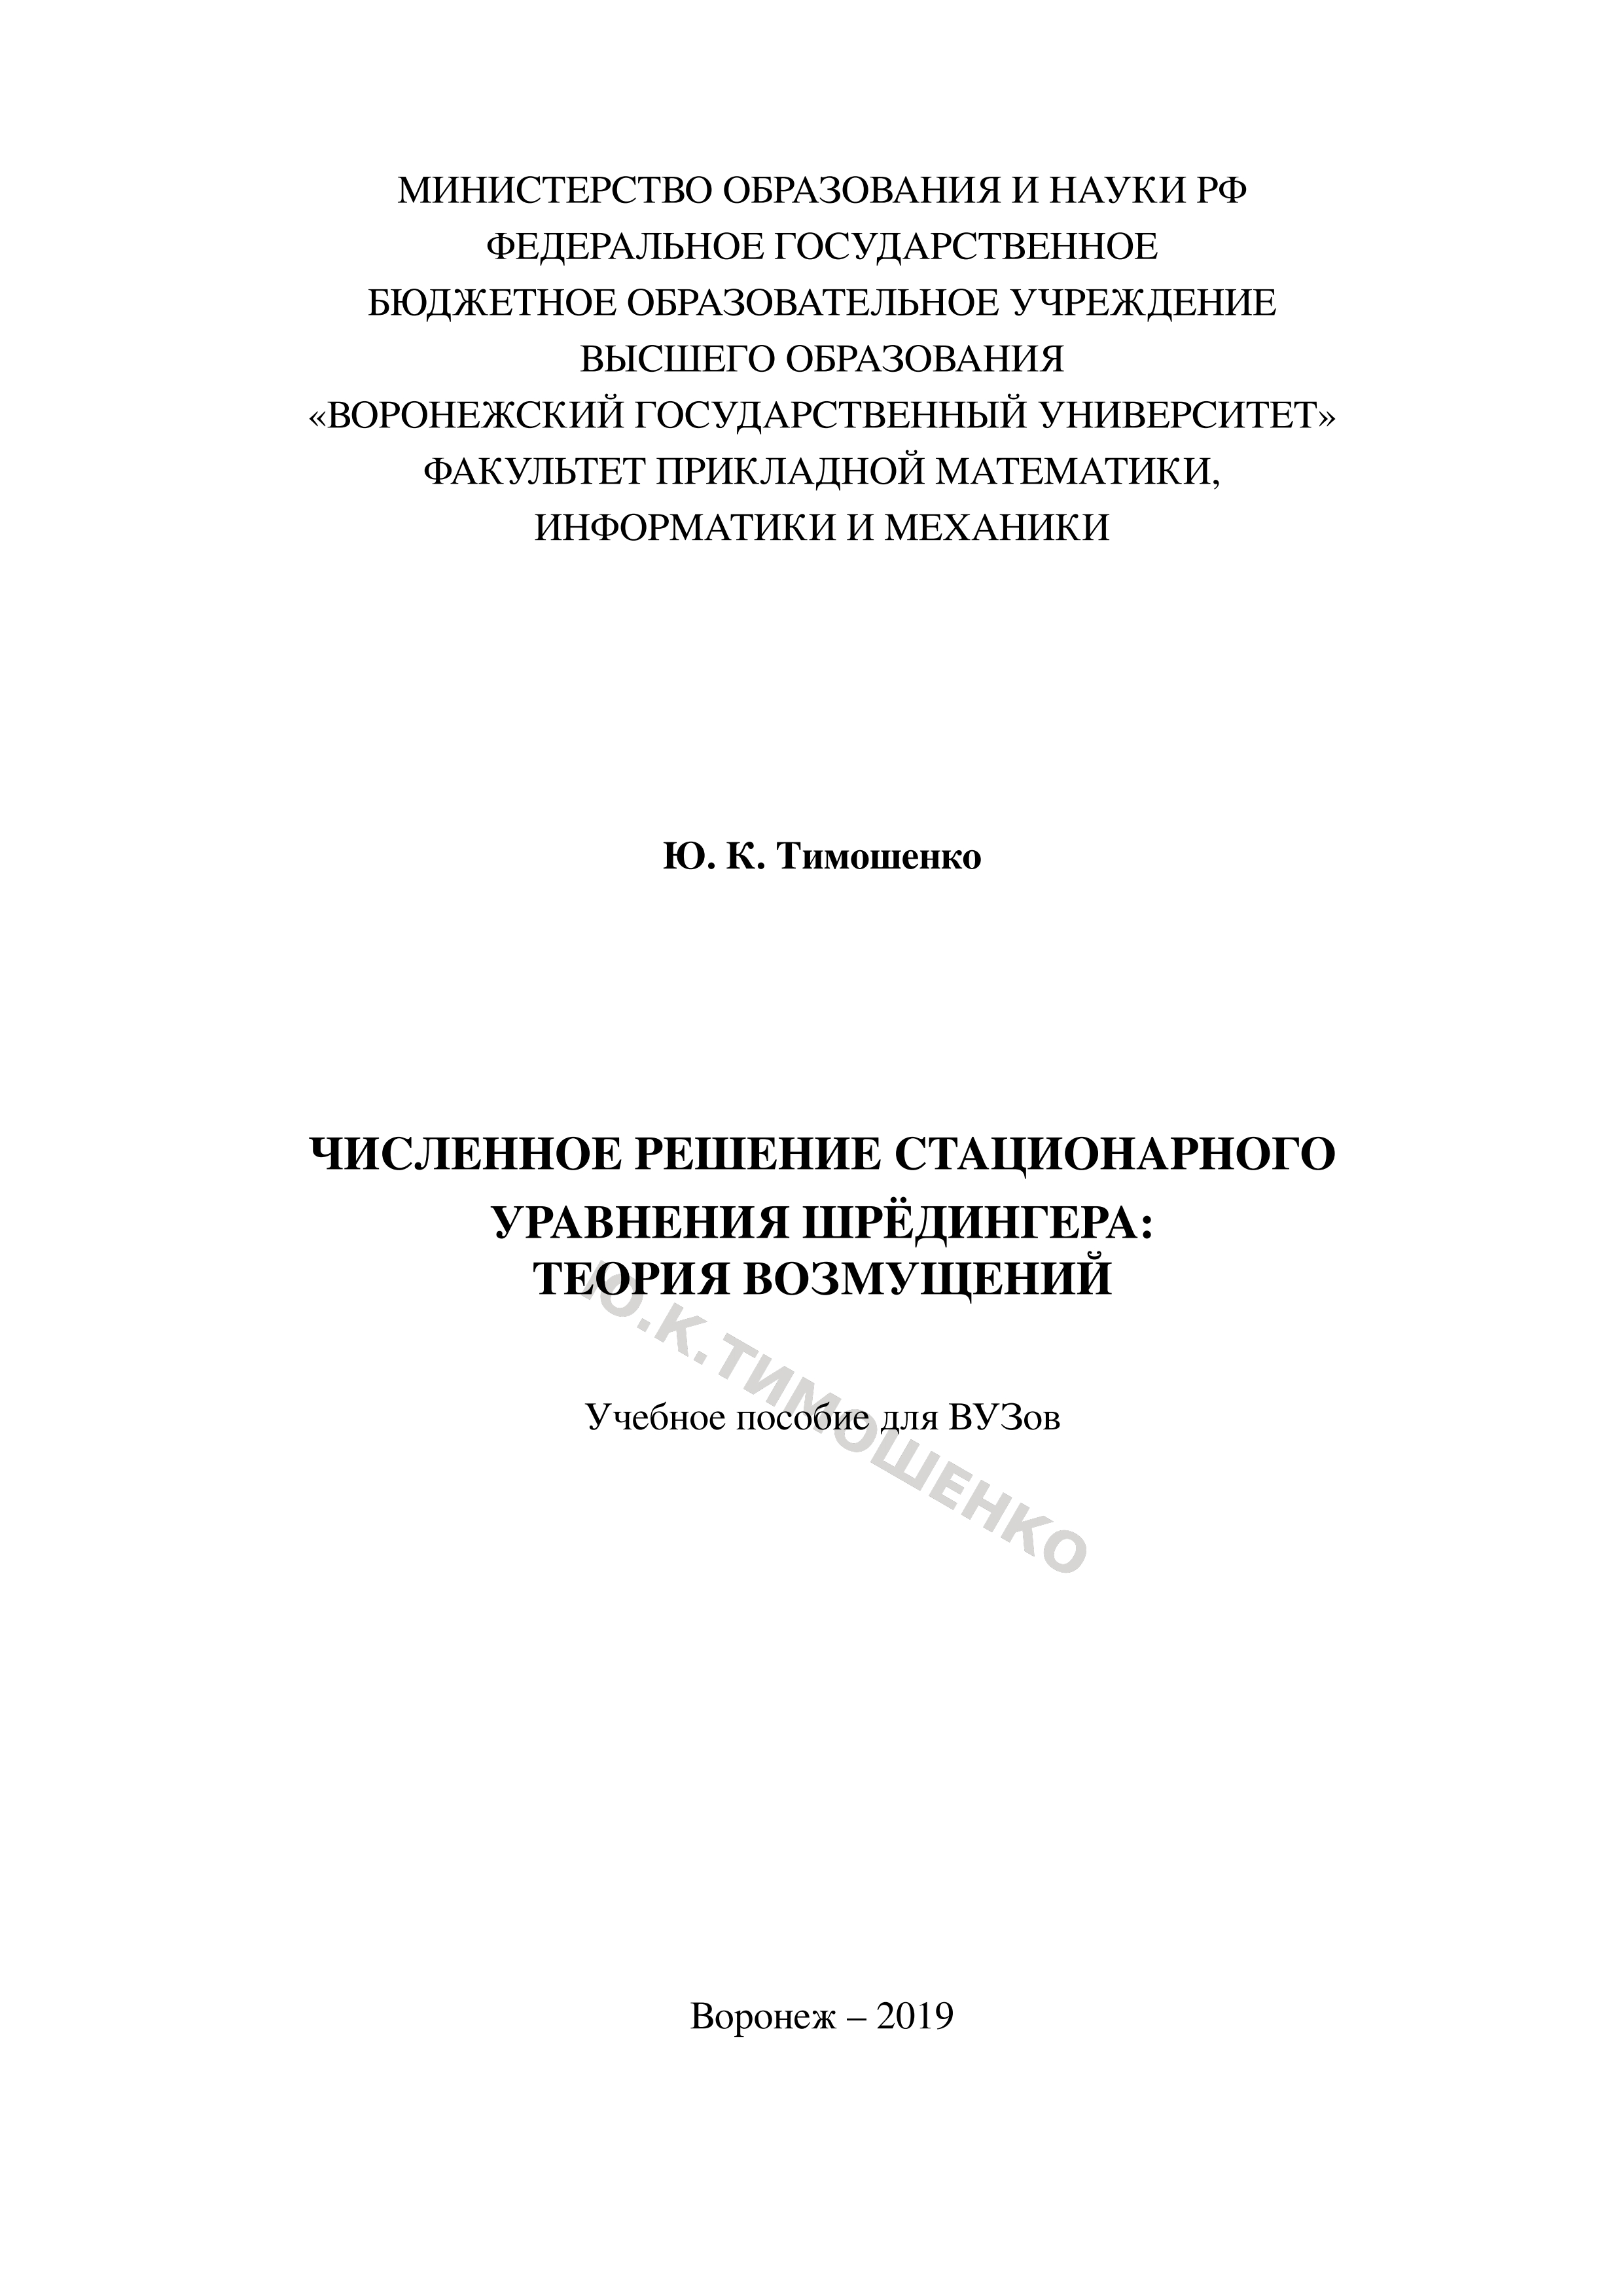 МИНИСТЕРСТВО ОБРАЗОВАНИЯ И НАУКИ РФ
ФЕДЕРАЛЬНОЕ ГОСУДАРСТВЕННОЕ
БЮДЖЕТНОЕ ОБРАЗОВАТЕЛЬНОЕ УЧРЕЖДЕНИЕ
ВЫСШЕГО ОБРАЗОВАНИЯ
«ВОРОНЕЖСКИЙ ГОСУДАРСТВЕННЫЙ УНИВЕРСИТЕТ»
ФАКУЛЬТЕТ ПРИКЛАДНОЙ МАТЕМАТИКИ,
ИНФОРМАТИКИ И МЕХАНИКИ
Ю. К. Тимошенко
ЧИСЛЕННОЕ РЕШЕНИЕ СТАЦИОНАРНОГО
УРАВНЕНИЯ ШРЁДИНГЕРА:
ТЕОРИЯ ВОЗМУЩЕНИЙ
Ю.К.ТИМОШЕНКО
Учебное пособие для ВУЗов
Воронеж – 2019